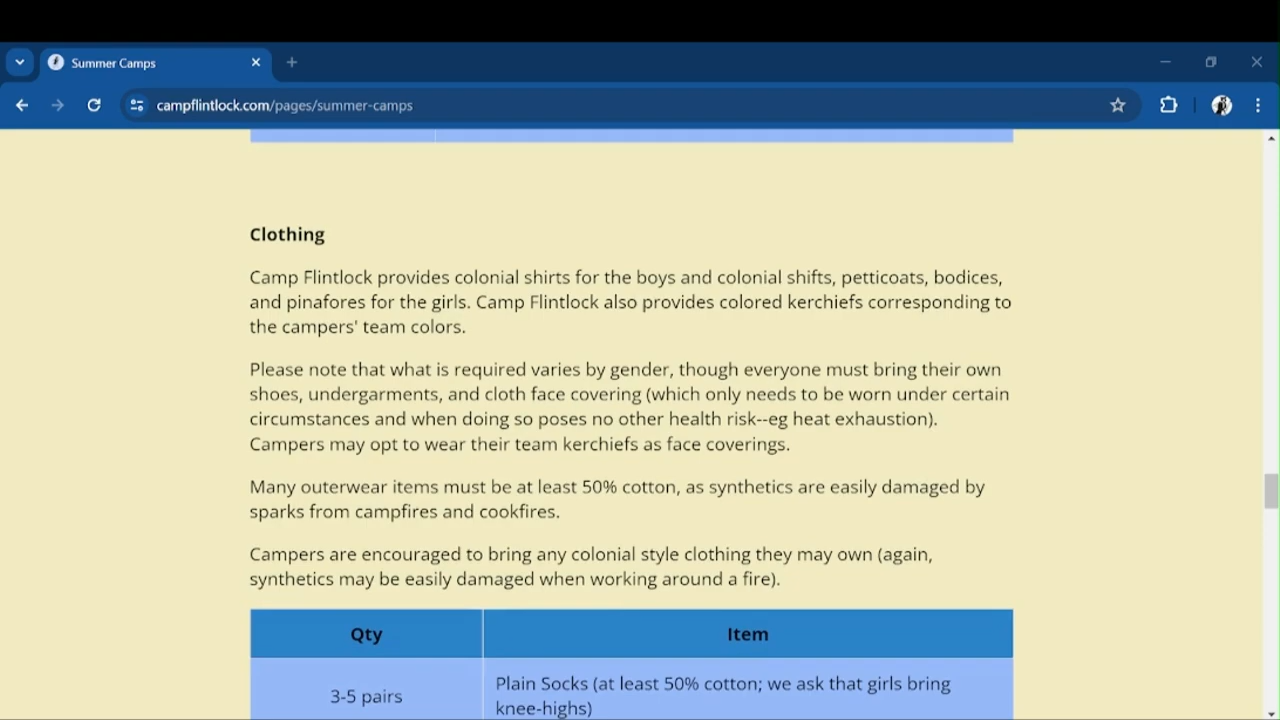 Summer Camps
campflintlock.com/pages/summer-camps
Clothing
Camp Flintlock provides colonial shirts for the boys and colonial shifts, petticoats, bodices,
and pinafores for the girls. Camp Flintlock also provides colored kerchiefs corresponding to
the campers' team colors.
Please note that what is required varies by gender, though everyone must bring their own
shoes, undergarments, and cloth face covering (which only needs to be worn under certain
circumstances and when doing so poses no other health risk--eg heat exhaustion).
Campers may opt to wear their team kerchiefs as face coverings.
Many outerwear items must be at least 50% cotton, as synthetics are easily damaged by
sparks from campfires and cookfires.
Campers are encouraged to bring any colonial style clothing they may own (again,
synthetics may be easily damaged when working around a fire).
Qty Item
3-5 pairs Plain Socks (at least 50% cotton; we ask that girls bring
knee-highs)